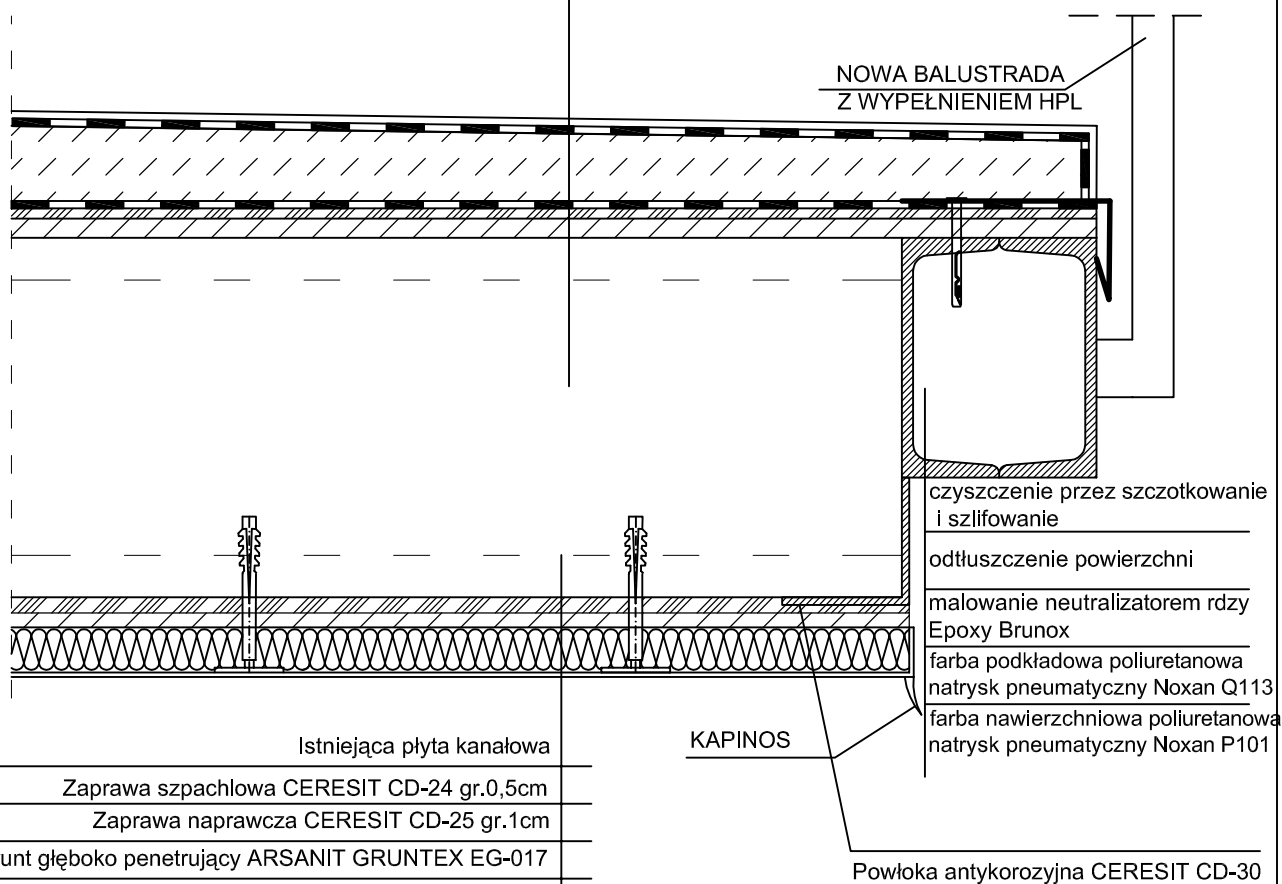 NOWA BALUSTRADA
Z WYPEŁNIENIEM HPL
czyszczenie przez szczotkowanie
i szlifowanie
odtłuszczenie powierzchni
malowanie neutralizatorem rdzy
Epoxy Brunox
farba podkładowa poliuretanowa
natrysk pneumatyczny Noxan Q113
farba nawierzchniowa poliuretanowa
natrysk pneumatyczny Noxan P101
KAPINOS
Istniejąca płyta kanałowa
Zaprawa szpachlowa CERESIT CD-24 gr.0,5cm
Zaprawa naprawcza CERESIT CD-25 gr.1cm
unt głęboko penetrujący ARSANIT GRUNTEX EG-017
Powłoka antykorozyjna CERESIT CD-30